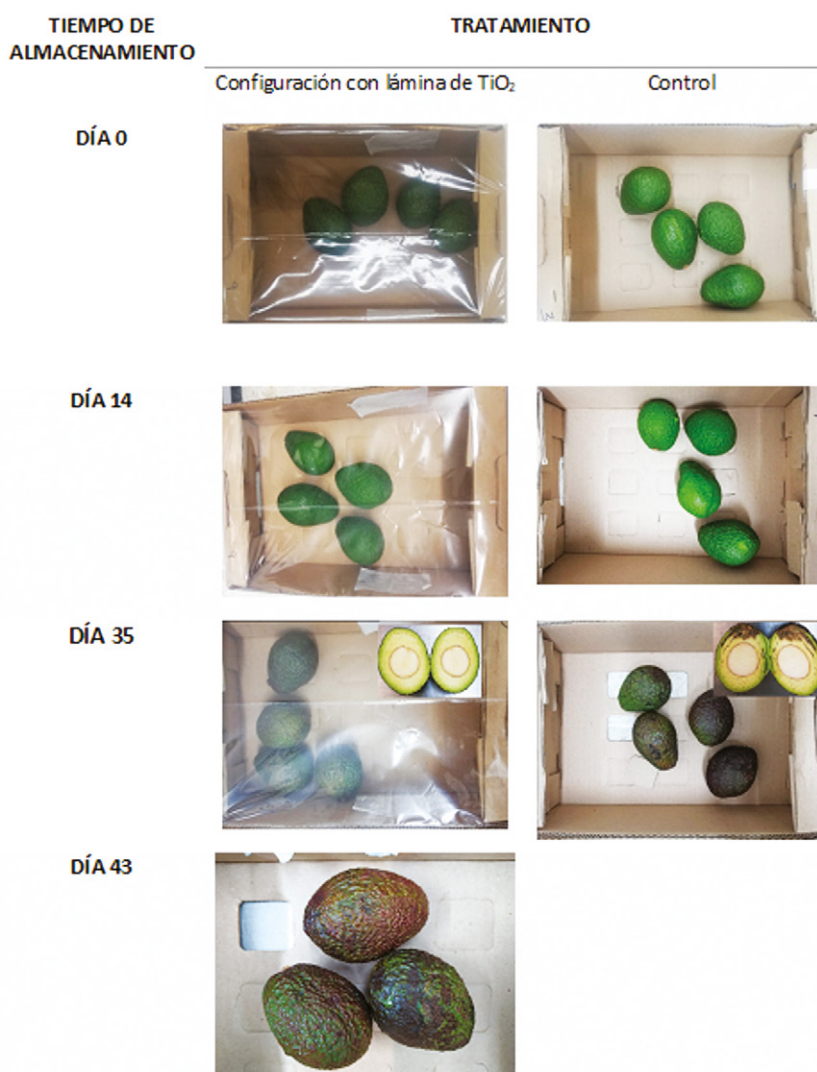 TIEMPO DE
ALMACENAMIENTO
TRATAMIENTO
Configuración con lámina de TiO₂
Control
DÍA 0
DÍA 14
DÍA 35
DÍA 43